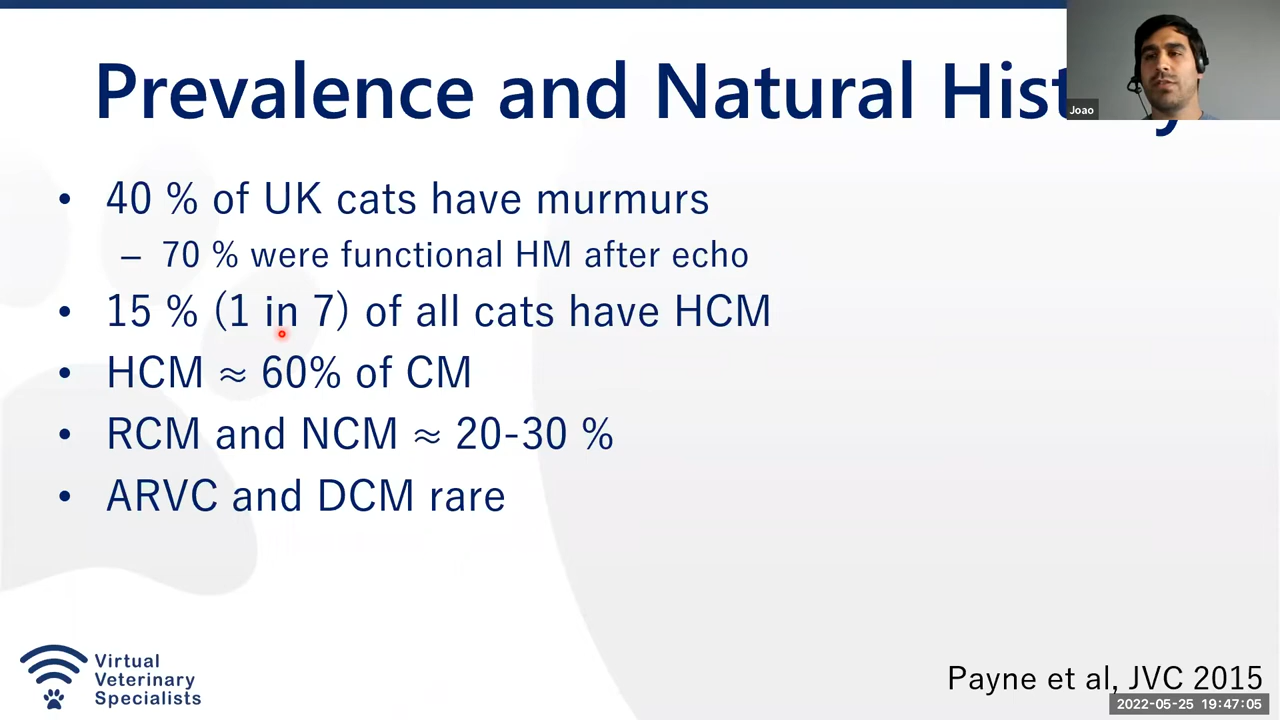 Prevalence and Natural Hist
Joao
• 40 % of UK cats have murmurs
– 70 % were functional HM after echo
• 15 % (1 in 7) of all cats have HCM
• HCM ≈ 60% of CM
• RCM and NCM ≈ 20-30 %
• ARVC and DCM rare
Virtual
Veterinary
Specialists
Payne et al, JVC 2015
2022-05-25 19:47:05